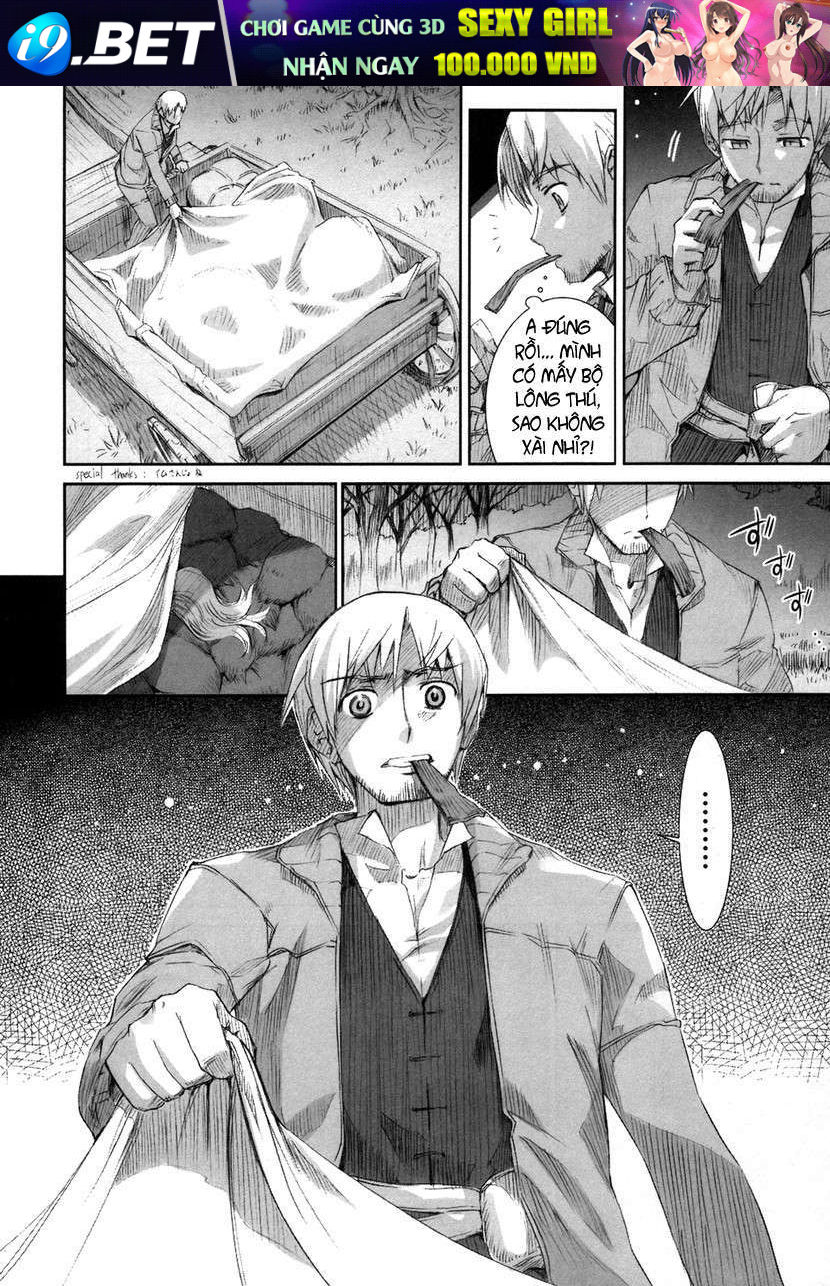 i9.BET
CHƠI GAME CÙNG 3D SEXY GIRL
NHẬN NGAY 100.000 VND
A ĐÚNG
RỒI... MÌNH
CÓ MẤY BỘ
LÔNG THÚ,
SAO KHÔNG
XÀI NHỈ?!
special thanks :
ずず
ずず
.........